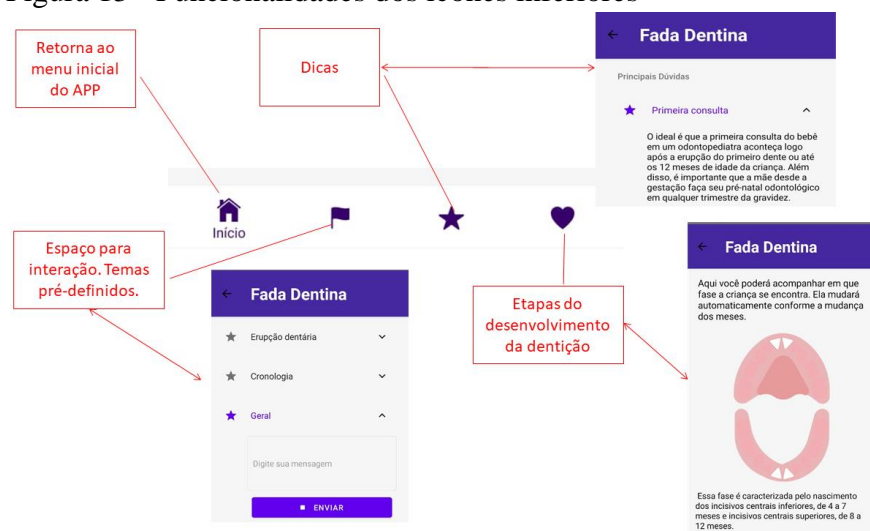 Figura 13 - Funcionalidades dos ícones inferiores
Retorna ao
menu inicial
do APP
Dicas
Fada Dentina
Principais Dúvidas
Primeira consulta
O ideal é que a primeira consulta do bebê
em um odontopediatra aconteça logo
após a erupção do primeiro dente ou até
os 12 meses de idade da criança. Além
disso, é importante que a mãe desde a
gestação faça seu pré-natal odontológico
em qualquer trimestre da gravidez.
Início
Espaço para
interação. Temas
pré-definidos.
Fada Dentina
Erupção dentária
Cronologia
Geral
Digite sua mensagem
ENVIAR
Etapas do
desenvolvimento
da dentição
Fada Dentina
Aqui você poderá acompanhar em que
fase a criança se encontra. Ela mudará
automaticamente conforme a mudança
dos meses.
Essa fase é caracterizada pelo nascimento
dos incisivos centrais inferiores, de 4 a 7
meses e incisivos centrais superiores, de 8 a
12 meses.